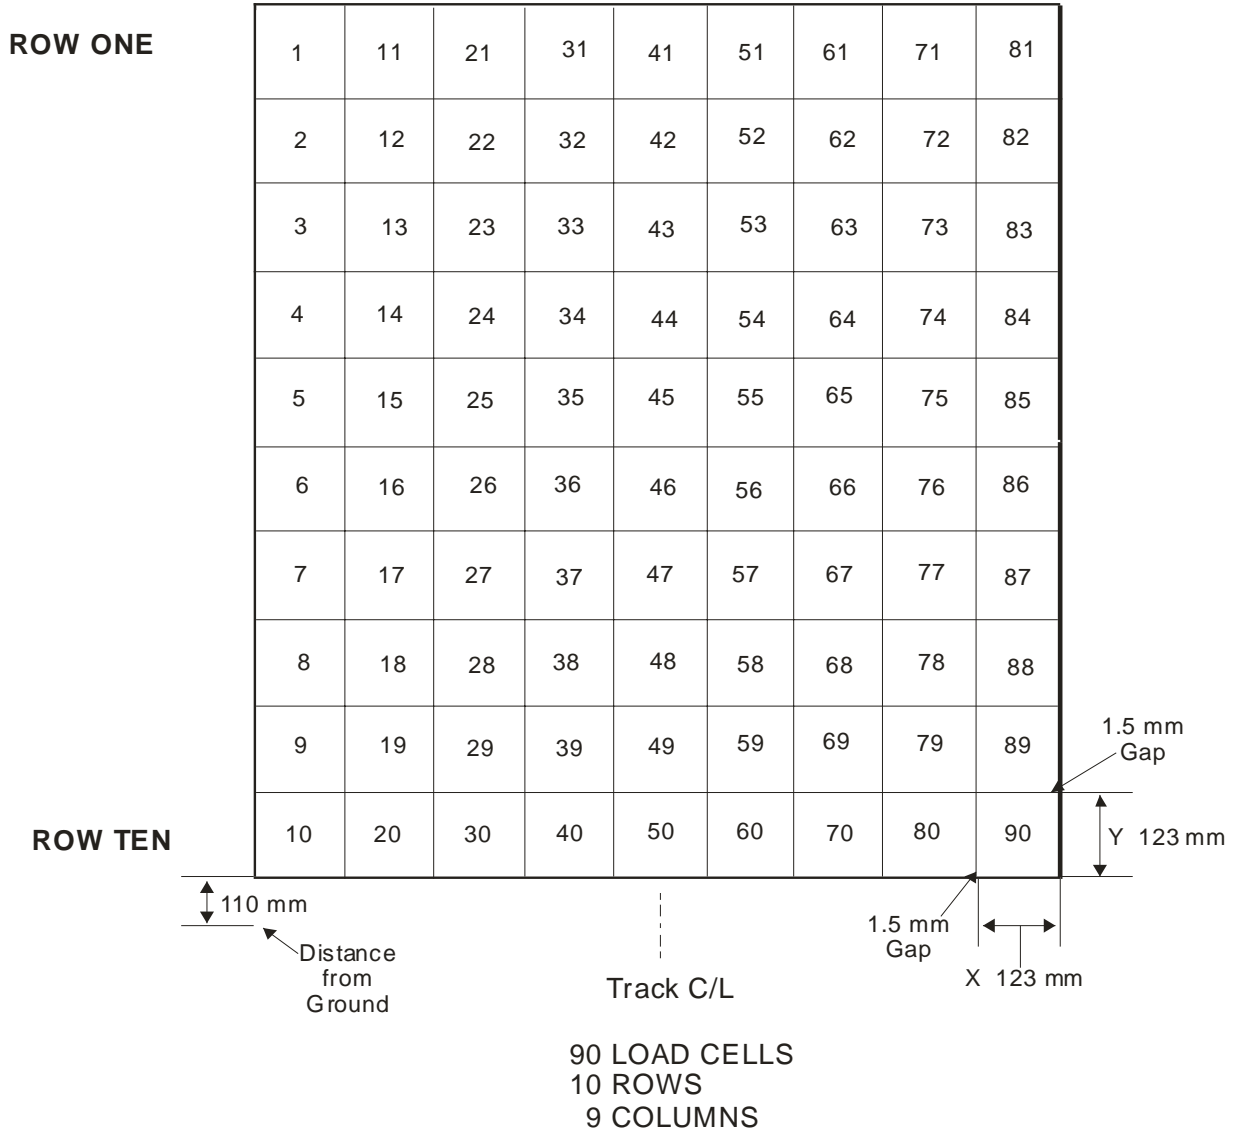 ROW ONE
1 11 21 31 41 51 61 71 81
2 12 22 32 42 52 62 72 82
3 13 23 33 43 53 63 73 83
4 14 24 34 44 54 64 74 84
5 15 25 35 45 55 65 75 85
6 16 26 36 46 56 66 76 86
7 17 27 37 47 57 67 77 87
8 18 28 38 48 58 68 78 88
9 19 29 39 49 59 69 79 89
1.5 mm
Gap
ROW TEN
10 20 30 40 50 60 70 80 90
Y 123 mm
110 mm
Distance
from
Ground
Track C/L
1.5 mm
Gap
X 123 mm
90 LOAD CELLS
10 ROWS
9 COLUMNS